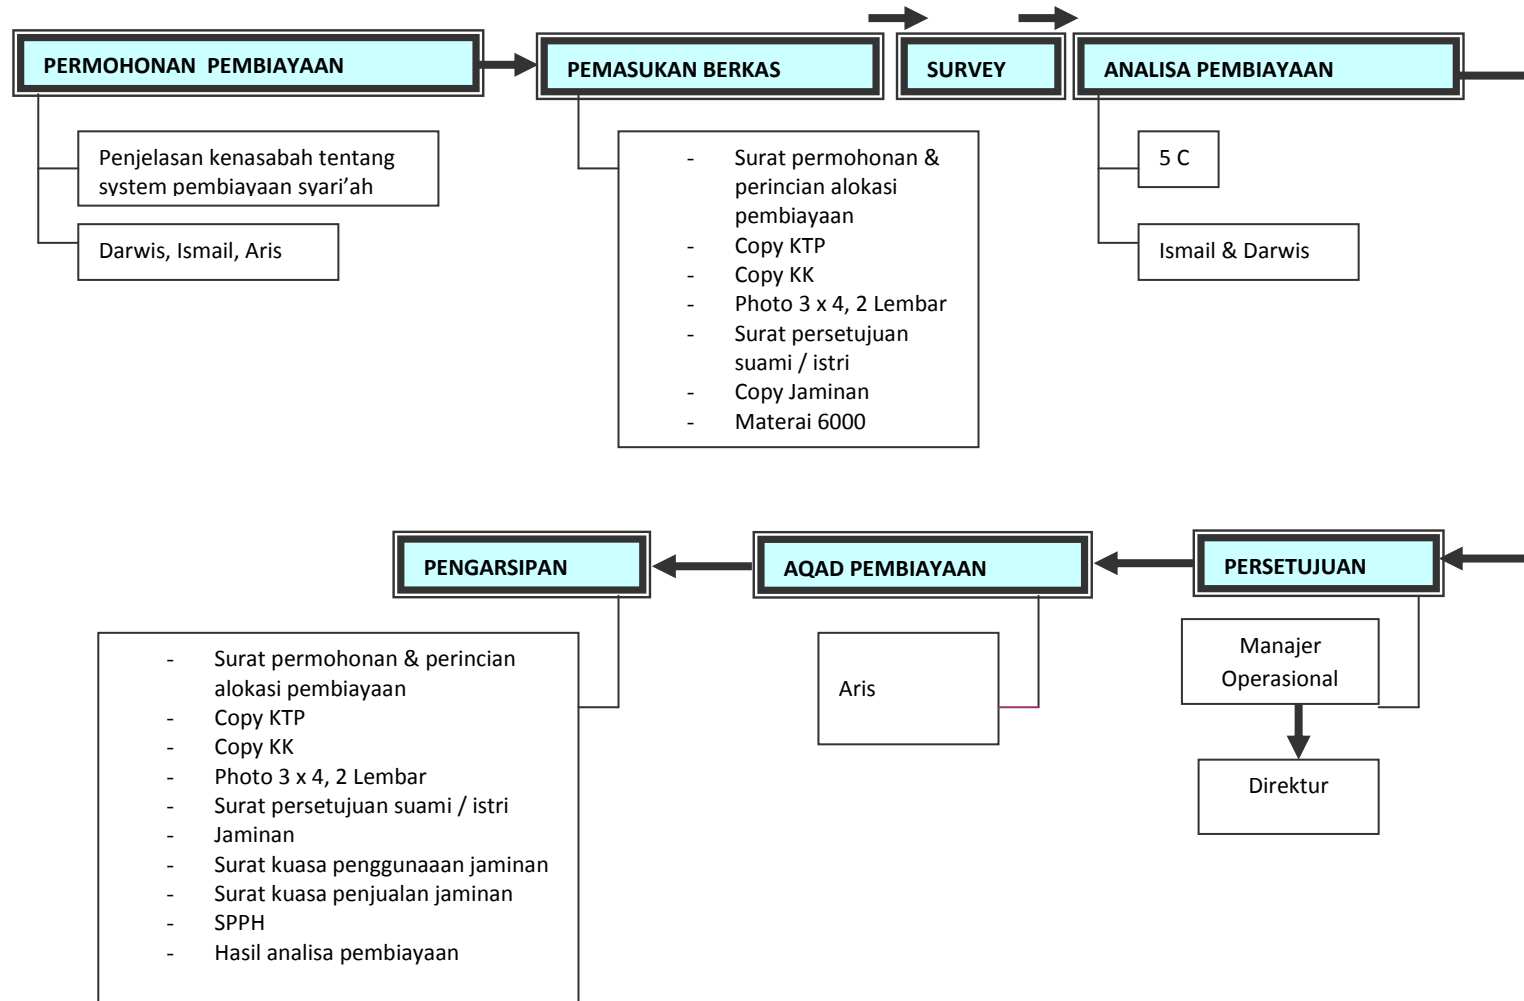 PERMOHONAN PEMBIAYAAN
PEMASUKAN BERKAS
SURVEY
ANALISA PEMBIAYAAN
Penjelasan kenasabah tentang
system pembiayaan syari’ah
Darwis, Ismail, Aris
- Surat permohonan &
perincian alokasi
pembiayaan
- Copy KTP
- Copy KK
- Photo 3 x 4, 2 Lembar
- Surat persetujuan
suami / istri
- Copy Jaminan
- Materai 6000
5 C
Ismail & Darwis
PENGARSIPAN
AQAD PEMBIAYAAN
PERSETUJUAN
- Surat permohonan & perincian
alokasi pembiayaan
- Copy KTP
- Copy KK
- Photo 3 x 4, 2 Lembar
- Surat persetujuan suami / istri
- Jaminan
- Surat kuasa penggunaaan jaminan
- Surat kuasa penjualan jaminan
- SPPH
- Hasil analisa pembiayaan
Aris
Manajer
Operasional
Direktur